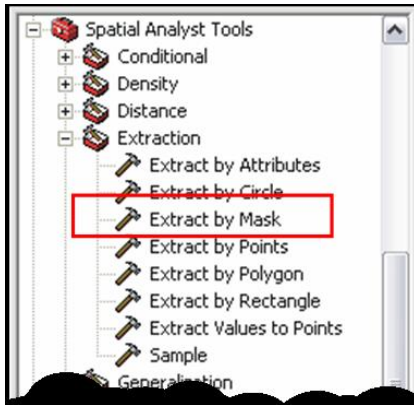 Spatial Analyst Tools
Conditional
Density
Distance
Extraction
Extract by Attributes
Extract by Circle
Extract by Mask
Extract by Points
Extract by Polygon
Extract by Rectangle
Extract Values to Points
Sample
Generalisation